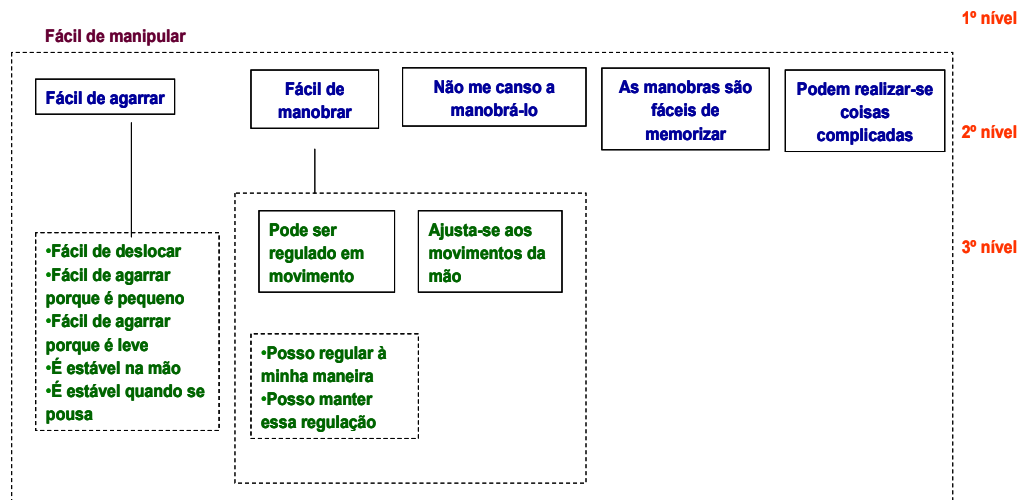 1º nível
Fácil de manipular
Fácil de agarrar
Fácil de
manobrar
Não me canso a
manobrá-lo
As manobras são
fáceis de
memorizar
Podem realizar-se
coisas
complicadas
2º nível
•Fácil de deslocar
•Fácil de agarrar
porque é pequeno
•Fácil de agarrar
porque é leve
•É estável na mão
•É estável quando se
pousa
Pode ser
regulado em
movimento
Ajusta-se aos
movimentos da
mão
3º nível
•Posso regular à
minha maneira
•Posso manter
essa regulação